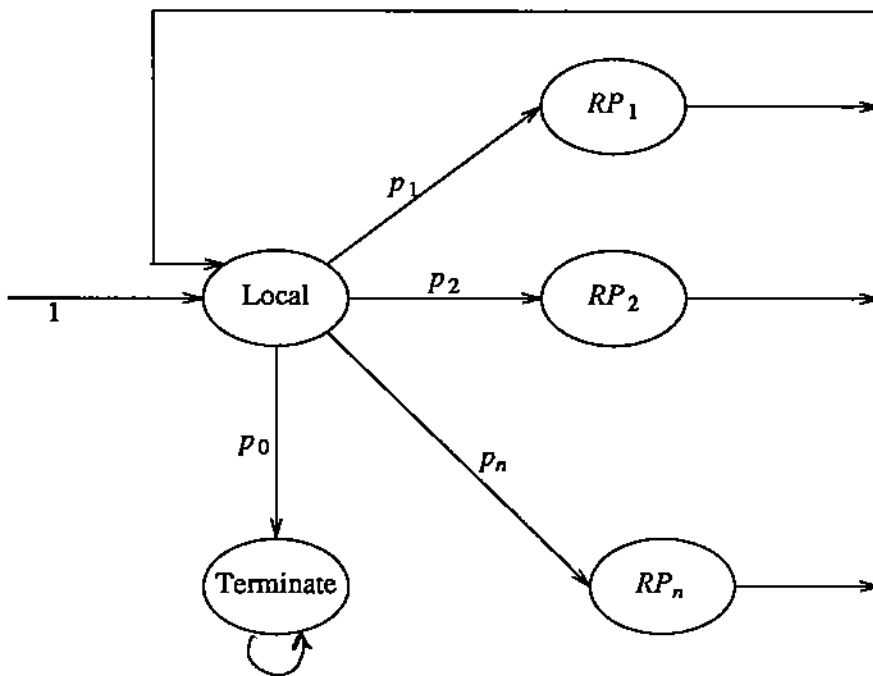 RP₁
p₁
Local
p₂
RP₂
1
p₀
pₙ
Terminate
RPₙ